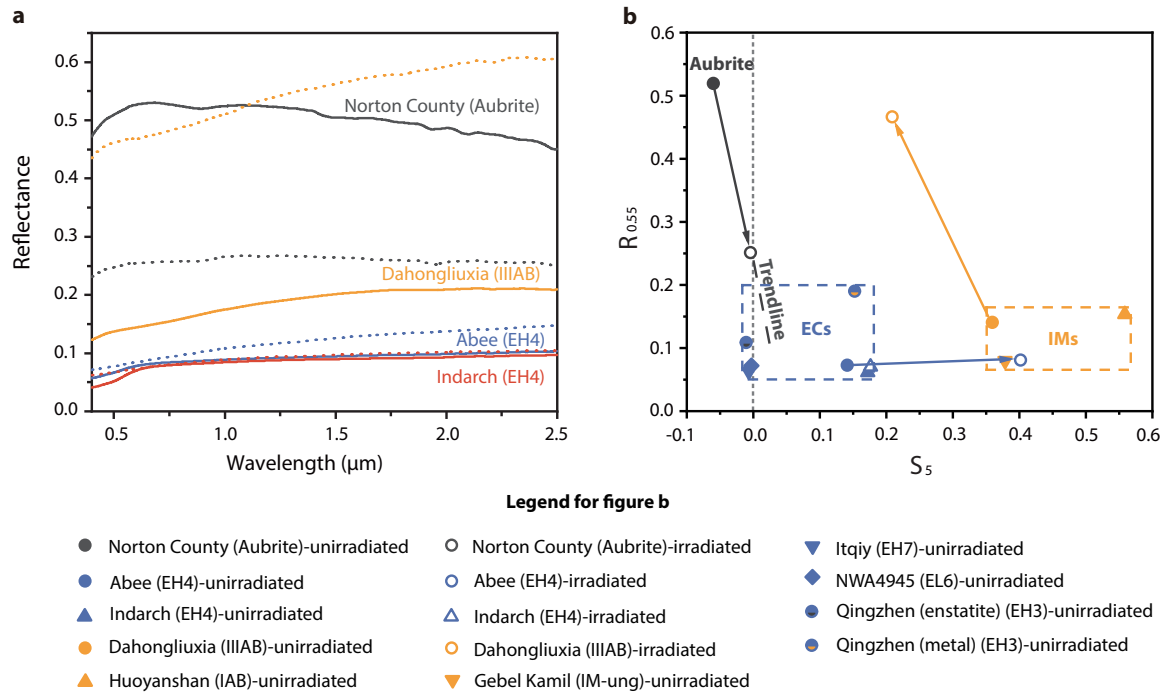 a
Reflectance
0.6
0.5
0.4
0.3
0.2
0.1
0.0
0.5
1.0
1.5
2.0
2.5
Wavelength (μm)
Norton County (Aubrite)
Dahongliuxia (IIIAB)
Abee (EH4)
Indarch (EH4)
b
R 0.55
0.6
0.5
0.4
0.3
0.2
0.1
0.0
-0.1
0.0
0.1
0.2
0.3
0.4
0.5
0.6
S5
Aubrite
Trendline
ECs
IMs
Legend for figure b
Norton County (Aubrite)-unirradiated
Abee (EH4)-unirradiated
Indarch (EH4)-unirradiated
Dahongliuxia (IIIAB)-unirradiated
Huoyanshan (IAB)-unirradiated
Norton County (Aubrite)-irradiated
Abee (EH4)-irradiated
Indarch (EH4)-irradiated
Dahongliuxia (IIIAB)-irradiated
Gebel Kamil (IM-ung)-unirradiated
Itqiy (EH7)-unirradiated
NWA4945 (EL6)-unirradiated
Qingzhen (enstatite) (EH3)-unirradiated
Qingzhen (metal) (EH3)-unirradiated